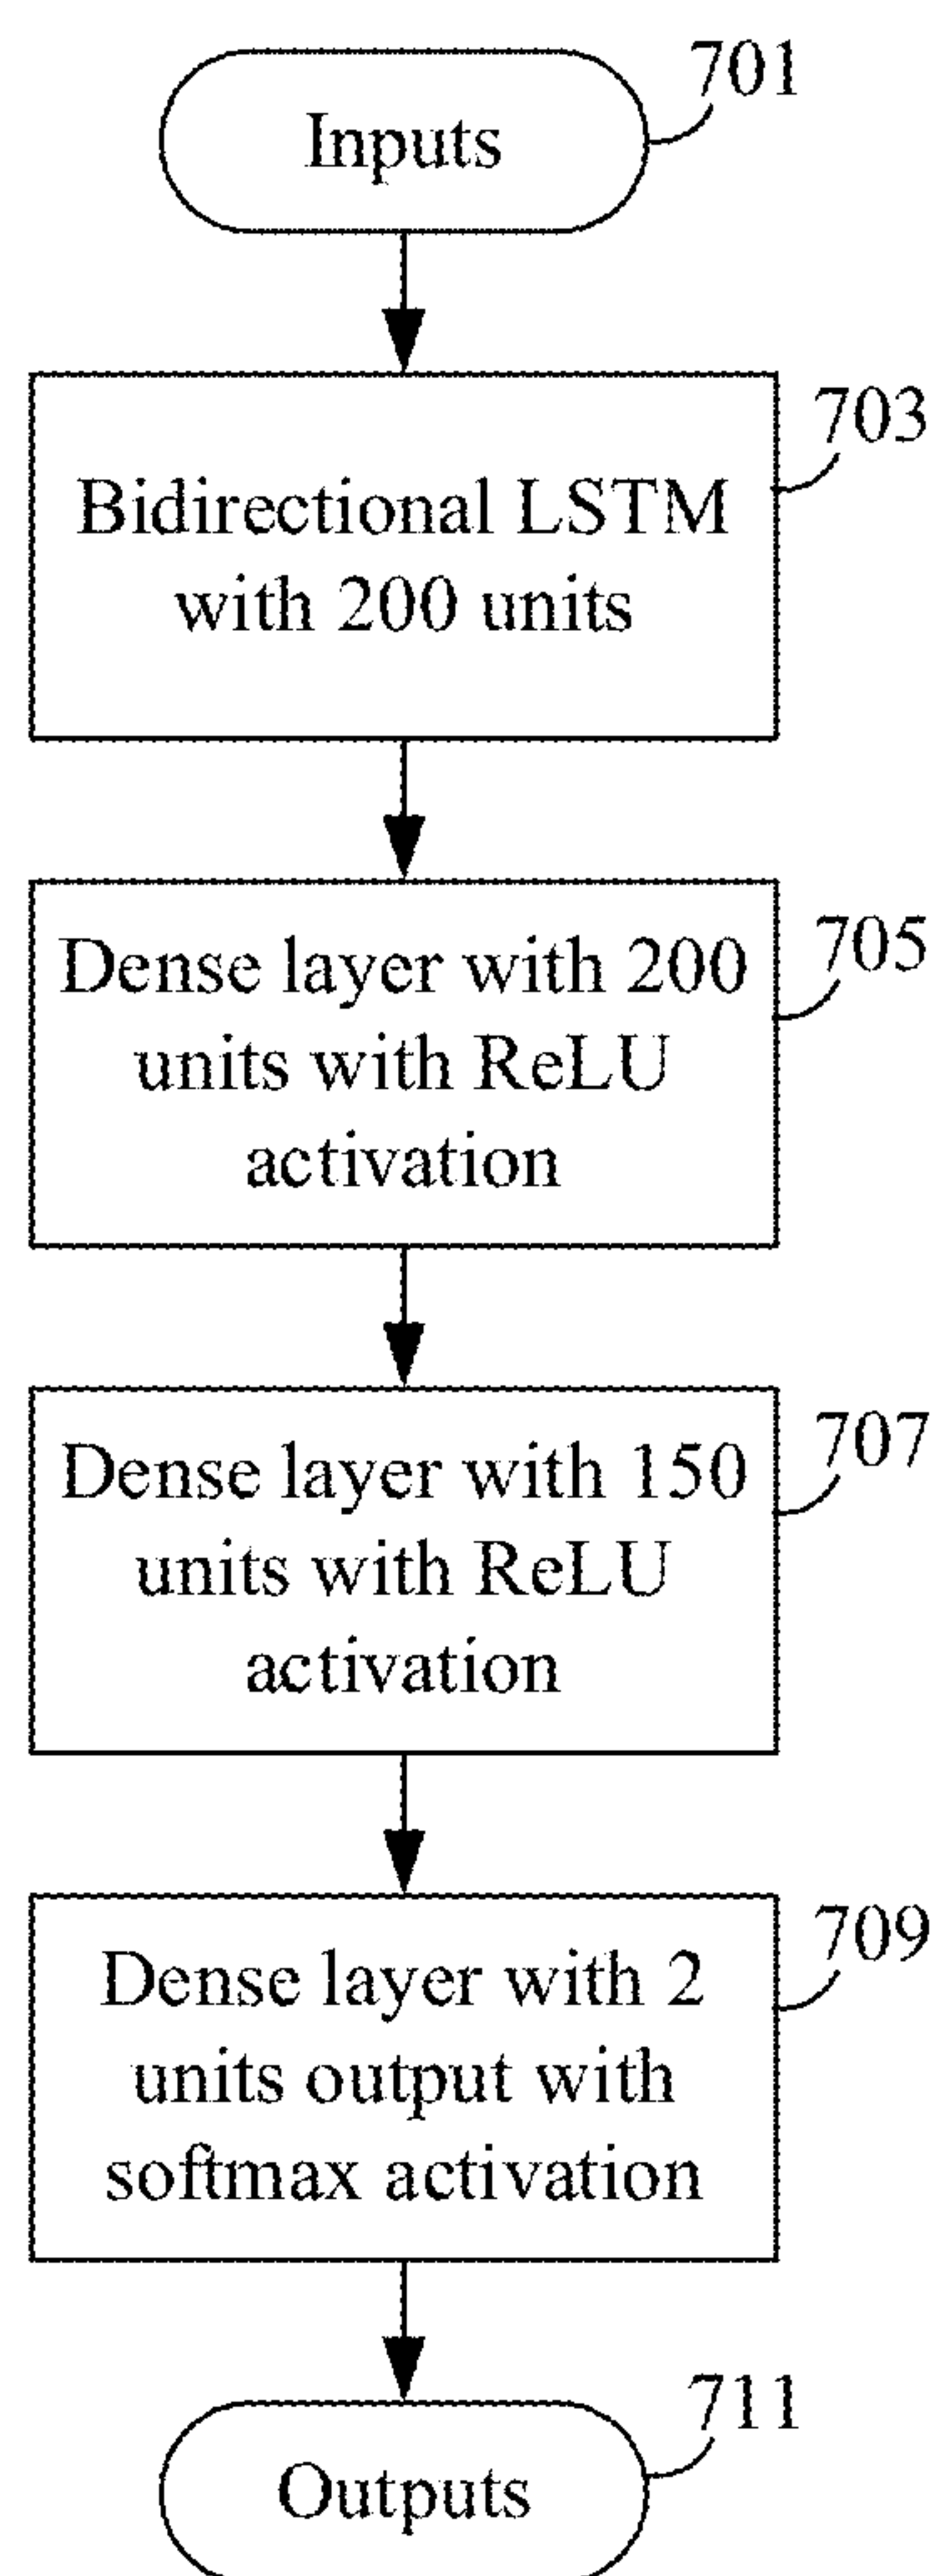 701
Inputs
703
Bidirectional LSTM
with 200 units
705
Dense layer with 200
units with ReLU
activation
707
Dense layer with 150
units with ReLU
activation
709
Dense layer with 2
units output with
softmax activation
711
Outputs